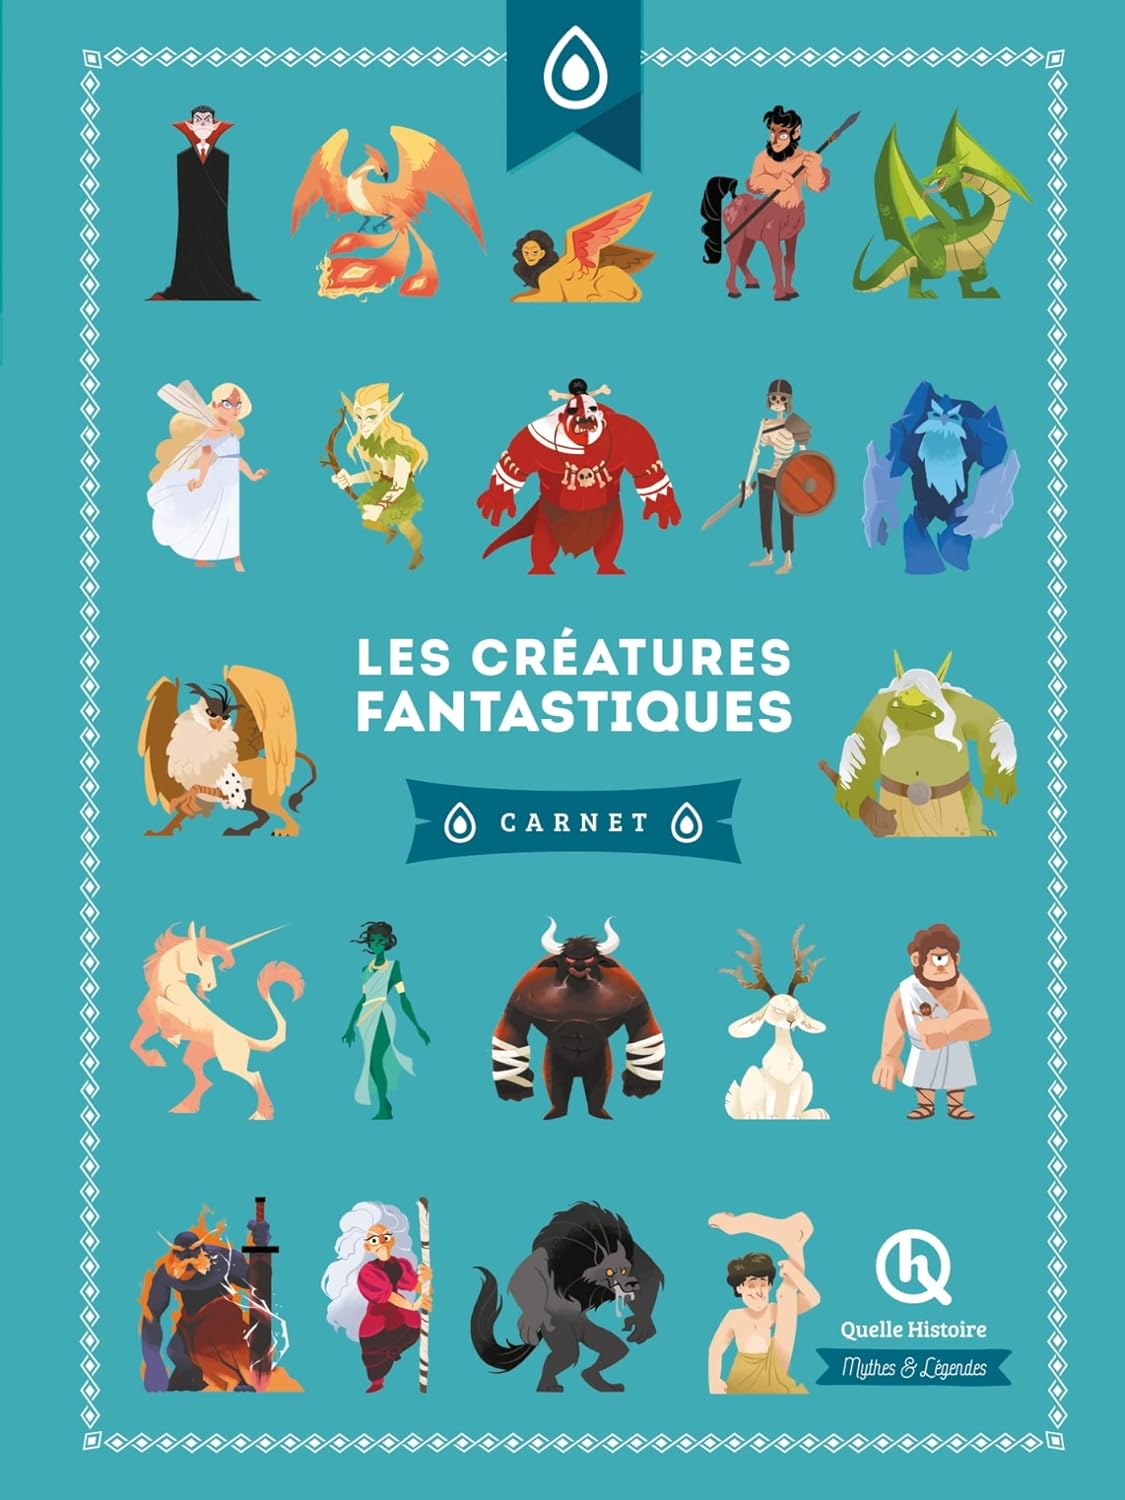 LES CRÉATURES
FANTASTIQUES
CARNET
Quelle Histoire
Mythes & Légendes